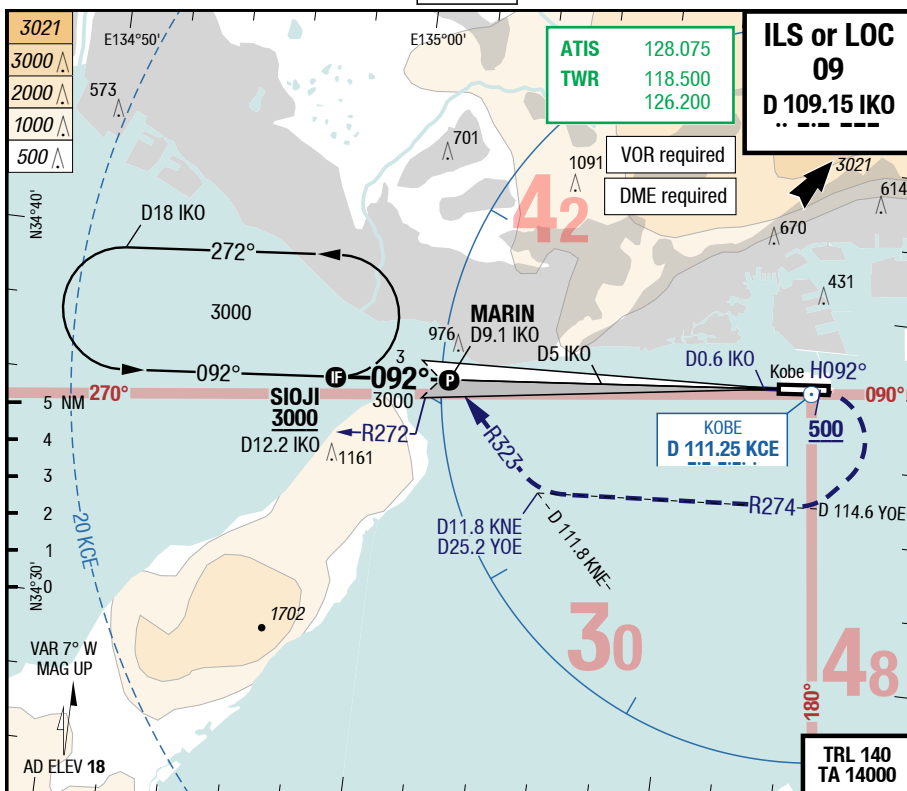 3021
3000
2000
1000
500
E134°50'
E135°00'
ATIS 128.075
TWR 118.500
126.200
ILS or LOC
09
D 109.15 IKO
573
701
1091
VOR required
DME required
3021
614
670
431
42
N34°40'
D18 IKO
272°
3000
092°
IF
3
092°
3000
976
MARIN
D9.1 IKO
P
D5 IKO
D0.6 IKO
Kobe H092°
270°
090°
SIOJI
3000
D12.2 IKO
R272
1161
R323
KOBE
D 111.25 KCE
500
5 NM
4
3
2
1
0
20 KCE
D11.8 KNE
D25.2 YOE
D 111.8 KNE
R274
D 114.6 YOE
N34°30'
1702
30
48
180°
VAR 7° W
MAG UP
AD ELEV 18
TRL 140
TA 14000